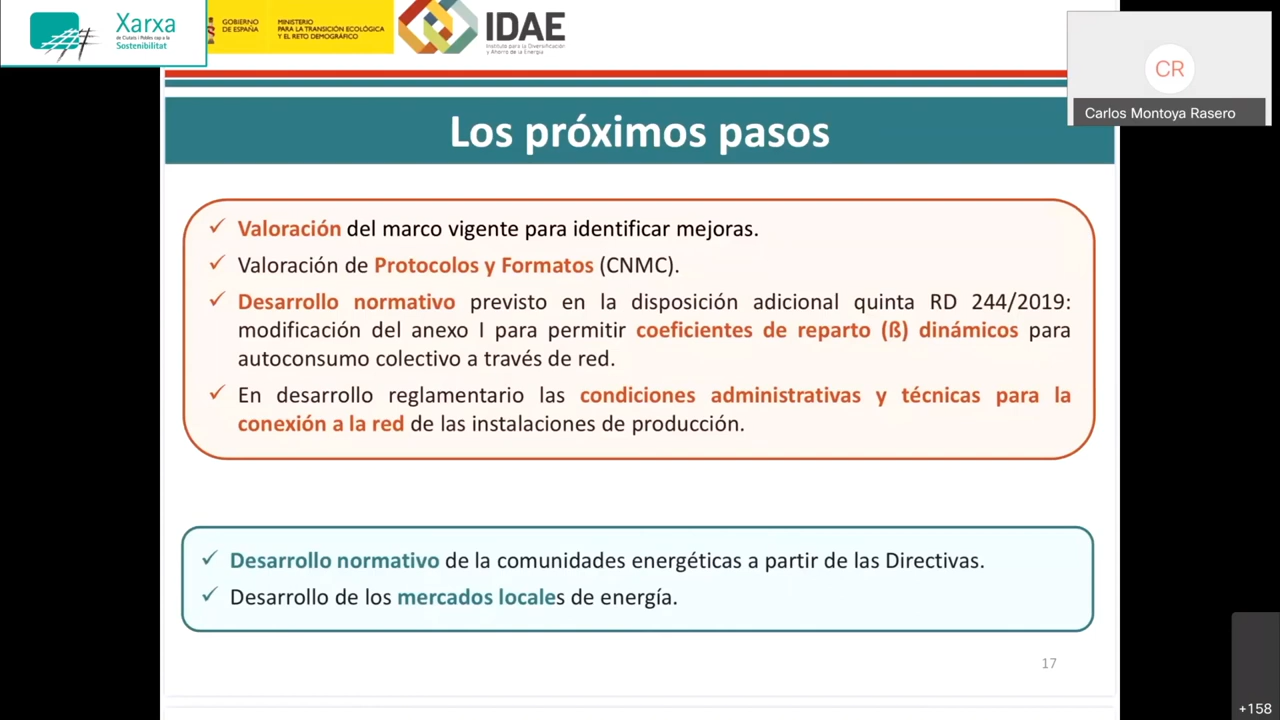 Xarxa
de Ciutats i Pobles cap a la
Sostenibilitat
GOBIERNO
DE ESPAÑA
MINISTERIO
PARA LA TRANSICIÓN ECOLÓGICA
Y EL RETO DEMOGRÁFICO
IDAE
Instituto para la Diversificación
y Ahorro de la Energía
CR
Carlos Montoya Rasero
Los próximos pasos
✓ Valoración del marco vigente para identificar mejoras.
✓ Valoración de Protocolos y Formatos (CNMC).
✓ Desarrollo normativo previsto en la disposición adicional quinta RD 244/2019:
modificación del anexo I para permitir coeficientes de reparto (ß) dinámicos para
autoconsumo colectivo a través de red.
✓ En desarrollo reglamentario las condiciones administrativas y técnicas para la
conexión a la red de las instalaciones de producción.
✓ Desarrollo normativo de la comunidades energéticas a partir de las Directivas.
✓ Desarrollo de los mercados locales de energía.
17
+158